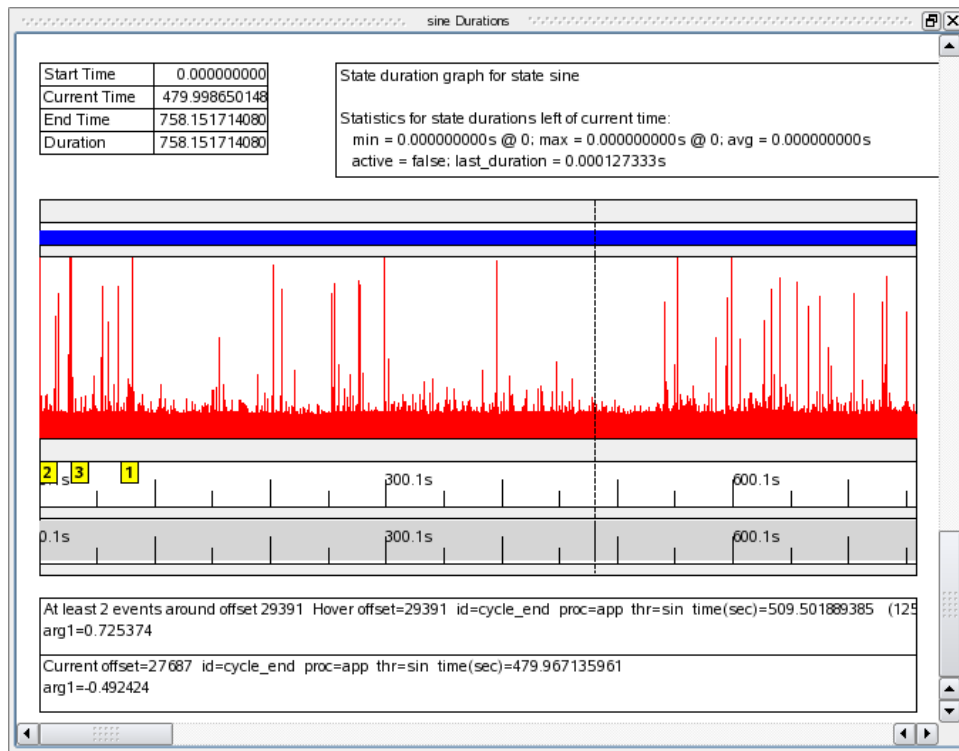 sine Durations
Start Time 0.000000000
Current Time 479.998650148
End Time 758.151714080
Duration 758.151714080
State duration graph for state sine
Statistics for state durations left of current time:
min = 0.000000000s @ 0; max = 0.000000000s @ 0; avg = 0.000000000s
active = false; last_duration = 0.000127333s
2 3 1
s 300.1s 600.1s
0.1s 300.1s 600.1s
At least 2 events around offset 29391 Hover offset=29391 id=cycle_end proc=app thr=sin time(sec)=509.501889385 (125
arg1=0.725374
Current offset=27687 id=cycle_end proc=app thr=sin time(sec)=479.967135961
arg1=-0.492424